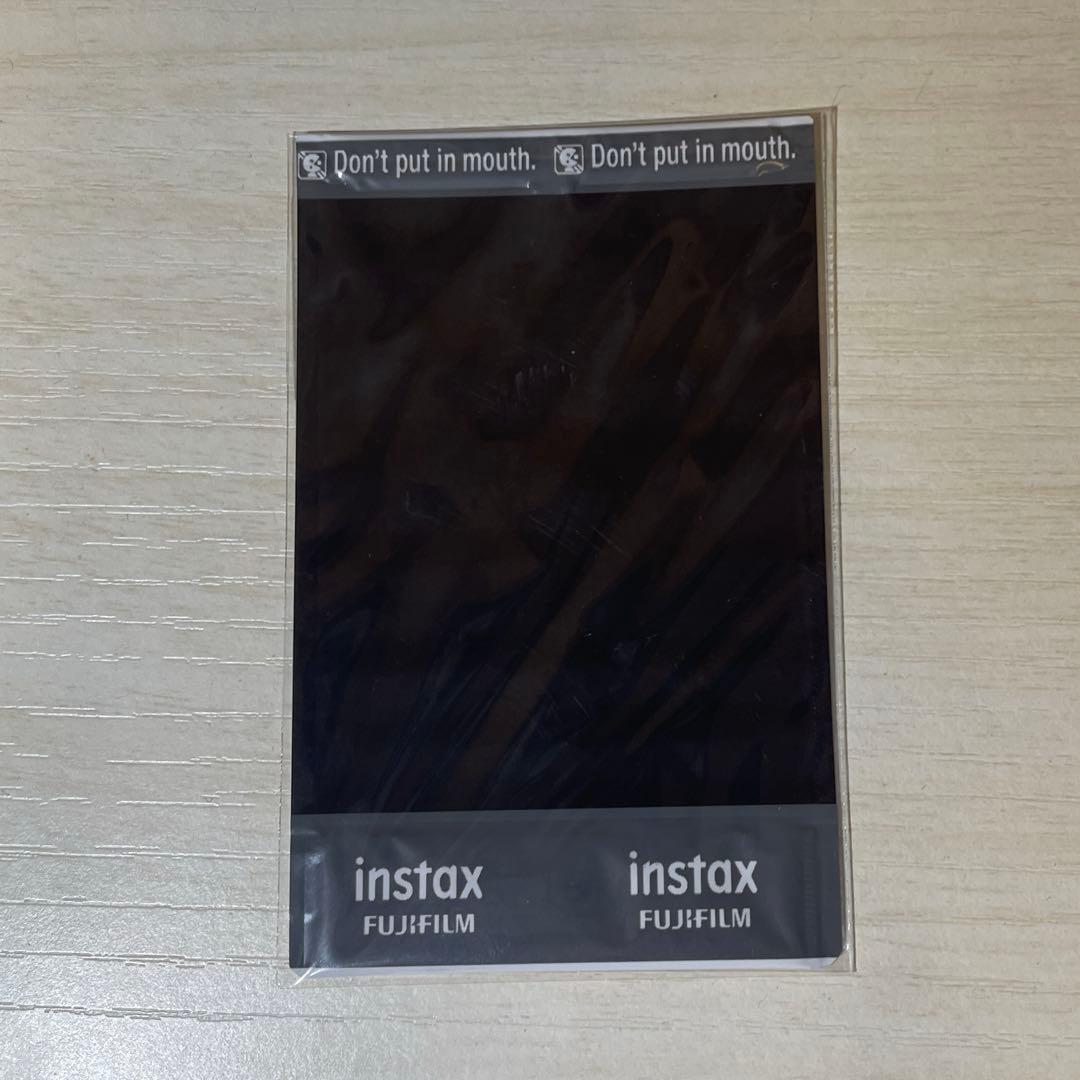 Don't put in mouth. Don't put in mouth.
instax instax
FUJIFILM FUJIFILM